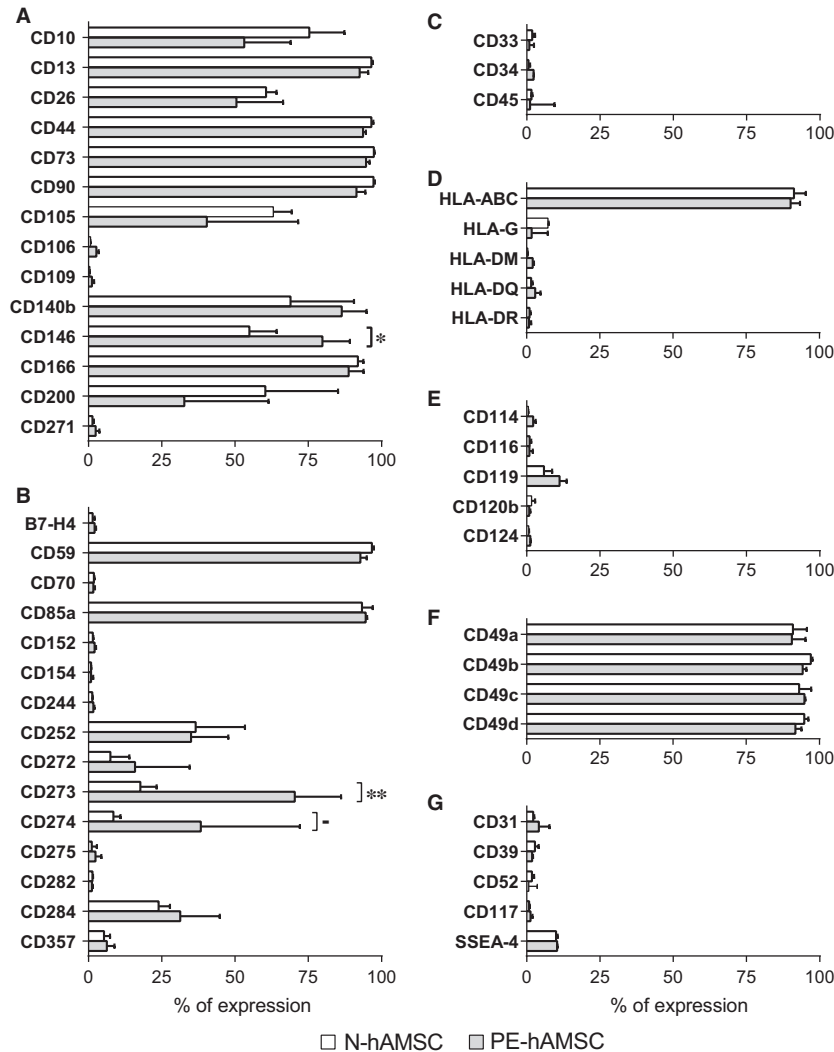 A
CD10
CD13
CD26
CD44
CD73
CD90
CD105
CD106
CD109
CD140b
CD146
*
CD166
CD200
CD271
0 25 50 75 100
B
B7-H4
CD59
CD70
CD85a
CD152
CD154
CD244
CD252
CD272
CD273
**
CD274
-
CD275
CD282
CD284
CD357
0 25 50 75 100
% of expression
C
CD33
CD34
CD45
0 25 50 75 100
D
HLA-ABC
HLA-G
HLA-DM
HLA-DQ
HLA-DR
0 25 50 75 100
E
CD114
CD116
CD119
CD120b
CD124
0 25 50 75 100
F
CD49a
CD49b
CD49c
CD49d
0 25 50 75 100
G
CD31
CD39
CD52
CD117
SSEA-4
0 25 50 75 100
% of expression
N-hAMSC PE-hAMSC